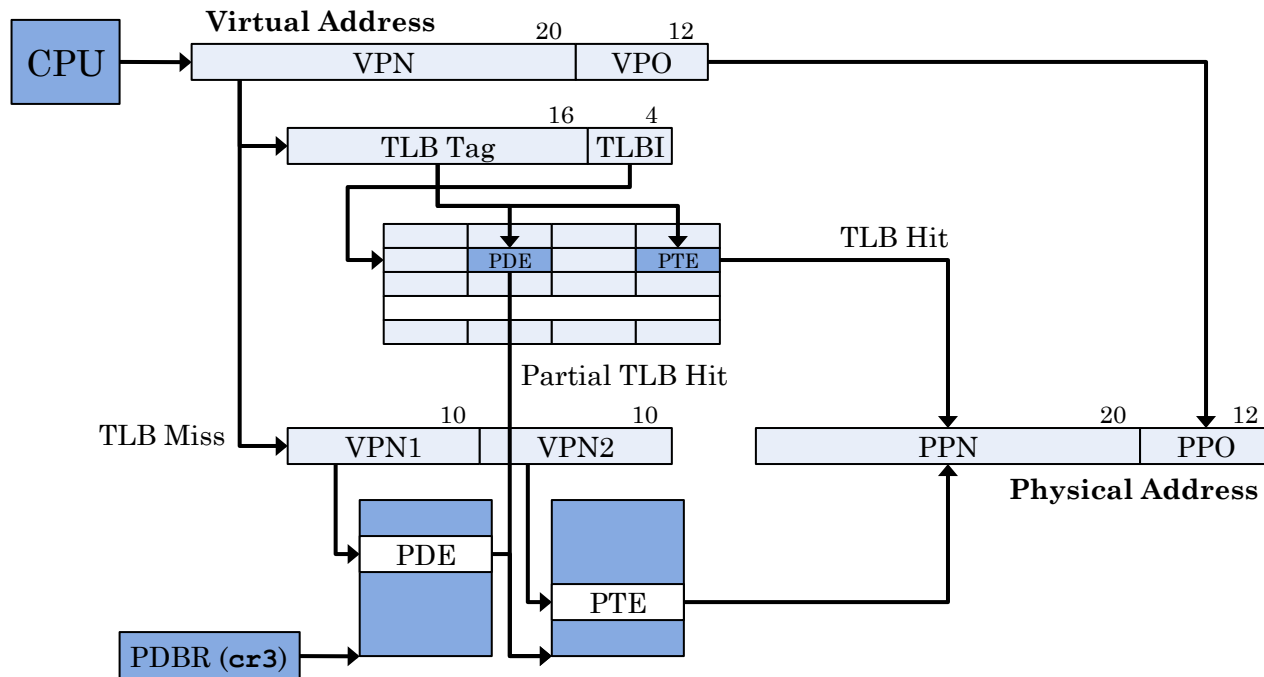 Virtual Address
20
12
CPU
VPN
VPO
16
4
TLB Tag
TLBI
TLB Hit
PDE
PTE
Partial TLB Hit
TLB Miss
10
10
20
12
VPN1
VPN2
PPN
PPO
Physical Address
PDE
PTE
PDBR (cr3)